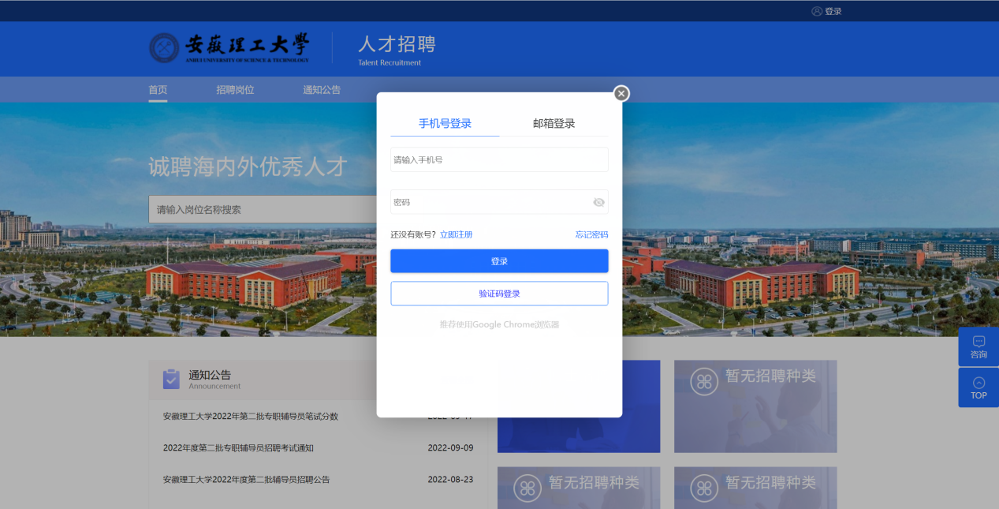 登录
安徽理工大學
ANHUI UNIVERSITY OF SCIENCE & TECHNOLOGY
人才招聘
Talent Recruitment
首页 招聘岗位 通知公告
诚聘海内外优秀人才
请输入岗位名称搜索
手机号登录 邮箱登录
请输入手机号
密码
还没有账号? 立即注册 忘记密码
登录
验证码登录
推荐使用Google Chrome浏览器
咨询
TOP
通知公告
Announcement
安徽理工大学2022年第二批专职辅导员笔试分数
2022年度第二批专职辅导员招聘考试通知 2022-09-09
安徽理工大学2022年度第二批辅导员招聘公告 2022-08-23
暂无招聘种类
暂无招聘种类
暂无招聘种类